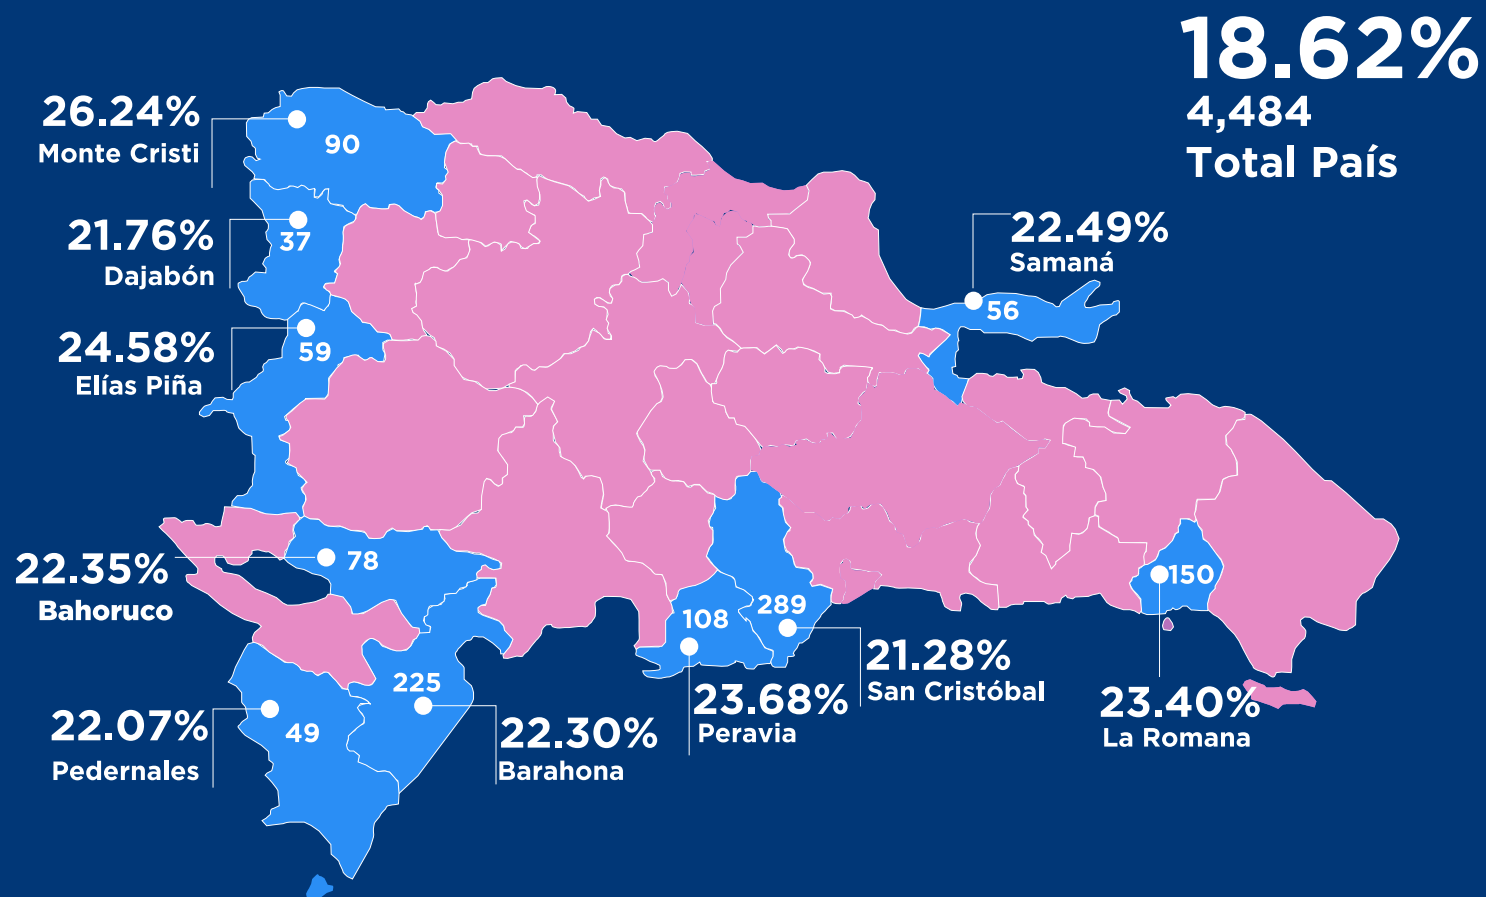 18.62%
4,484
Total País
26.24%
Monte Cristi
90
21.76%
Dajabón
37
22.49%
Samaná
56
24.58%
Elías Piña
59
22.35%
Bahoruco
78
150
108
289
21.28%
San Cristóbal
225
23.68%
Peravia
23.40%
La Romana
22.07%
Pedernales
49
22.30%
Barahona